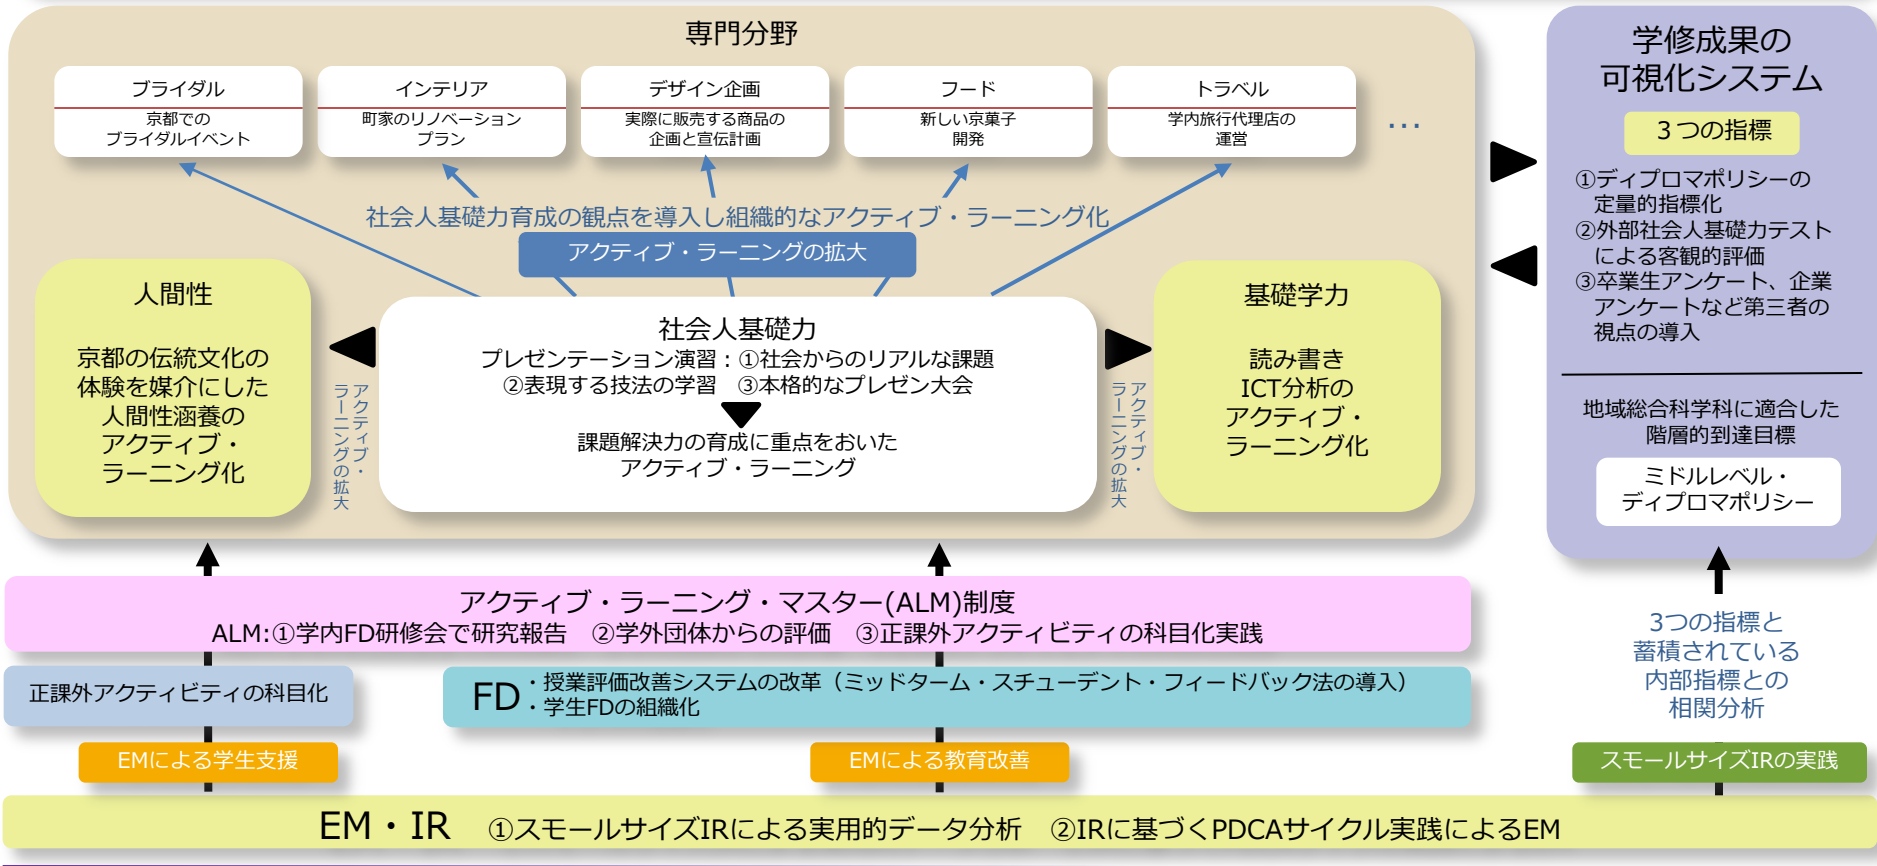 専門分野
ブライダル
京都での
ブライダルイベント
インテリア
町家のリノベーション
プラン
デザイン企画
実際に販売する商品の
企画と宣伝計画
フード
新しい京菓子
開発
トラベル
学内旅行代理店の
運営
…
社会人基礎力育成の観点を導入し組織的なアクティブ・ラーニング化
アクティブ・ラーニングの拡大
人間性
京都の伝統文化の
体験を媒介にした
人間性涵養の
アクティブ・
ラーニング化
アクティブ・
ラーニングの拡大
社会人基礎力
プレゼンテーション演習：①社会からのリアルな課題
②表現する技法の学習　③本格的なプレゼン大会
課題解決力の育成に重点をおいた
アクティブ・ラーニング
アクティブ・
ラーニングの拡大
基礎学力
読み書き
ICT分析の
アクティブ・
ラーニング化
学修成果の
可視化システム
３つの指標
①ディプロマポリシーの
定量的指標化
②外部社会人基礎力テスト
による客観的評価
③卒業生アンケート、企業
アンケートなど第三者の
視点の導入
地域総合科学科に適合した
階層的到達目標
ミドルレベル・
ディプロマポリシー
アクティブ・ラーニング・マスター(ALM)制度
ALM:①学内FD研修会で研究報告　②学外団体からの評価　③正課外アクティビティの科目化実践
正課外アクティビティの科目化
FD
・授業評価改善システムの改革（ミッドターム・スチューデント・フィードバック法の導入）
・学生FDの組織化
3つの指標と
蓄積されている
内部指標との
相関分析
EMによる学生支援
EMによる教育改善
スモールサイズIRの実践
EM・IR　①スモールサイズIRによる実用的データ分析　②IRに基づくPDCAサイクル実践によるEM